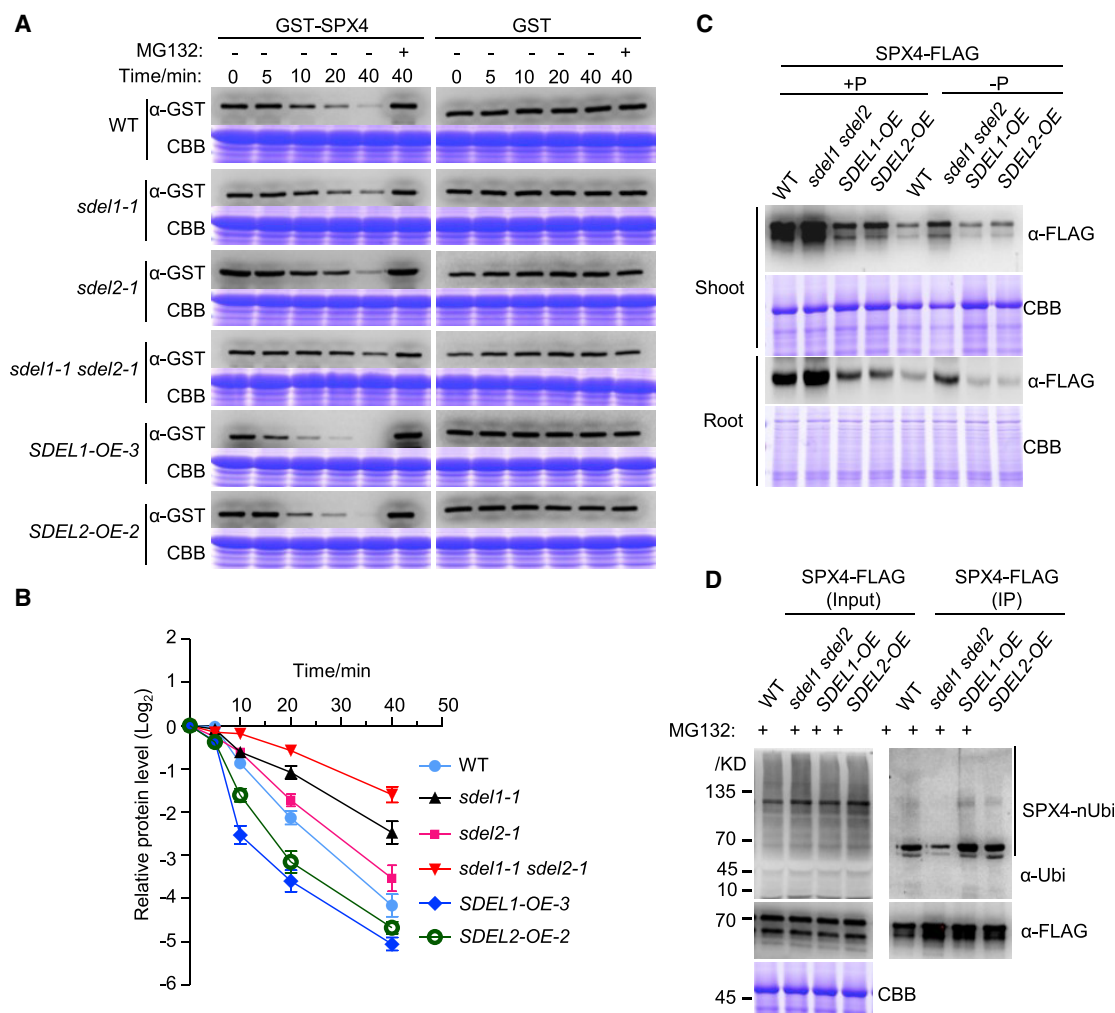 A
GST-SPX4 GST
MG132: - - - - - + - - - - - +
Time/min: 0 5 10 20 40 40 0 5 10 20 40 40
WT
α-GST
CBB
sdel1-1
α-GST
CBB
sdel2-1
α-GST
CBB
sdel1-1 sdel2-1
α-GST
CBB
SDEL1-OE-3
α-GST
CBB
SDEL2-OE-2
α-GST
CBB
B
Relative protein level (Log2)
Time/min
2
1
0
-1
-2
-3
-4
-5
-6
10 20 30 40 50
WT
sdel1-1
sdel2-1
sdel1-1 sdel2-1
SDEL1-OE-3
SDEL2-OE-2
C
SPX4-FLAG
+P -P
WT sdel1 sdel2 SDEL1-OE SDEL2-OE WT sdel1 sdel2 SDEL1-OE SDEL2-OE
Shoot
α-FLAG
CBB
Root
α-FLAG
CBB
D
SPX4-FLAG SPX4-FLAG
(Input) (IP)
WT sdel1 sdel2 SDEL1-OE SDEL2-OE WT sdel1 sdel2 SDEL1-OE SDEL2-OE
MG132: + + + + + + + +
/KD
135
70
45
10
SPX4-nUbi
α-Ubi
70
α-FLAG
45
CBB